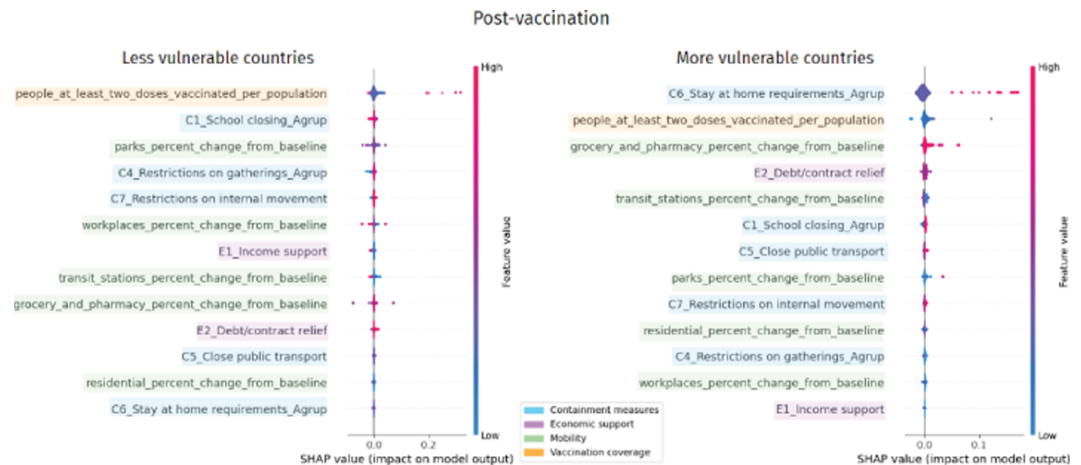 Post-vaccination
Less vulnerable countries
people_at_least_two_doses_vaccinated_per_population
C1_School closing_Agrup
parks_percent_change_from_baseline
C4_Restrictions on gatherings_Agrup
C7_Restrictions on internal movement
workplaces_percent_change_from_baseline
E1_Income support
transit_stations_percent_change_from_baseline
grocery_and_pharmacy_percent_change_from_baseline
E2_Debt/contract relief
C5_Close public transport
residential_percent_change_from_baseline
C6_Stay at home requirements_Agrup
0.0 0.2
SHAP value (impact on model output)
High
Feature value
Low
Containment measures
Economic support
Mobility
Vaccination coverage
More vulnerable countries
C6_Stay at home requirements_Agrup
people_at_least_two_doses_vaccinated_per_population
grocery_and_pharmacy_percent_change_from_baseline
E2_Debt/contract relief
transit_stations_percent_change_from_baseline
C1_School closing_Agrup
C5_Close public transport
parks_percent_change_from_baseline
C7_Restrictions on internal movement
residential_percent_change_from_baseline
C4_Restrictions on gatherings_Agrup
workplaces_percent_change_from_baseline
E1_Income support
0.0 0.1
SHAP value (impact on model output)
High
Feature value
Low